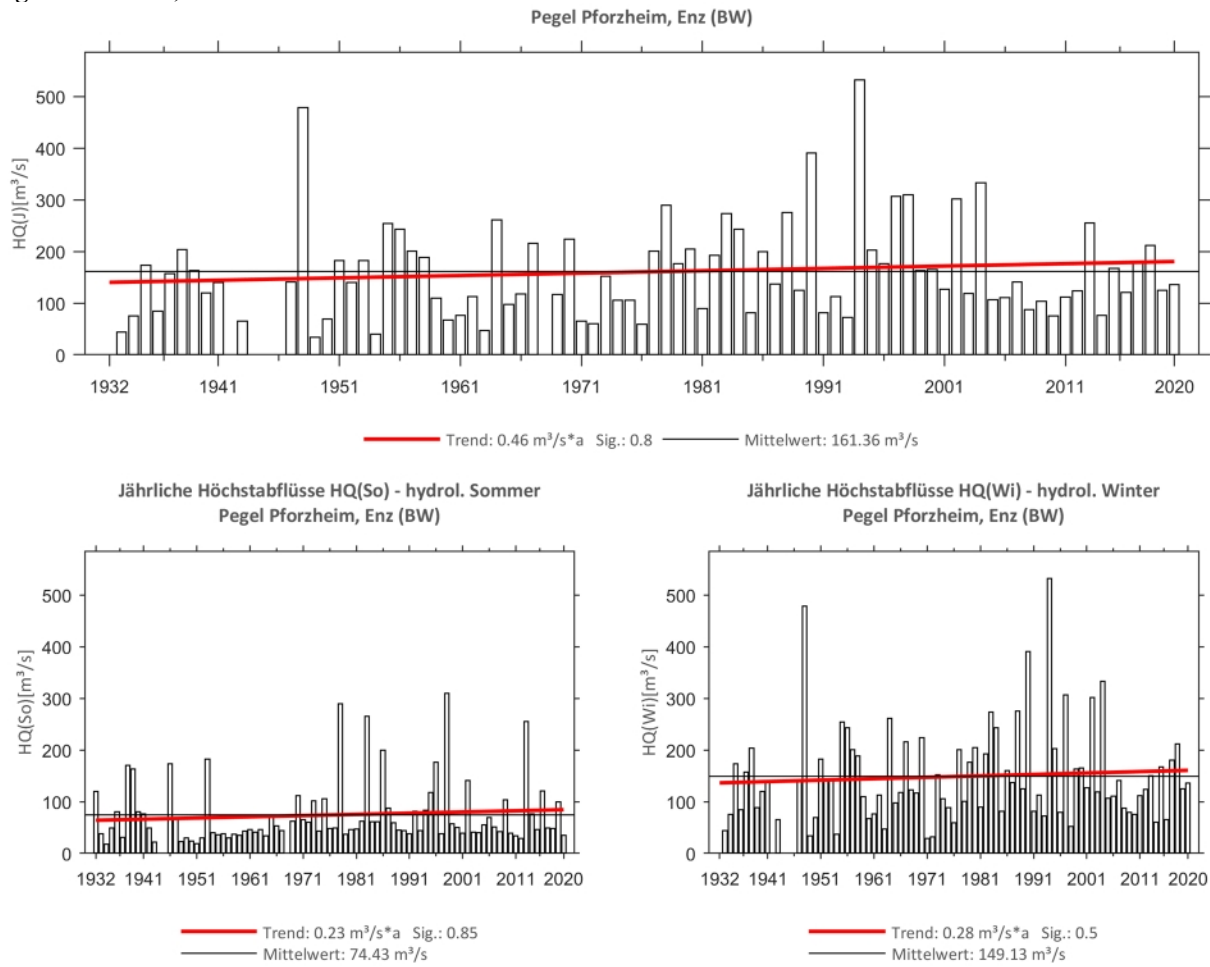 Pegel Pforzheim, Enz (BW)
HQ(J)[m³/s]
500
400
300
200
100
0
1932 1941 1951 1961 1971 1981 1991 2001 2011 2020
Trend: 0.46 m³/s*a Sig.: 0.8 Mittelwert: 161.36 m³/s
Jährliche Höchstabflüsse HQ(So) - hydrol. Sommer
Pegel Pforzheim, Enz (BW)
HQ(So)[m³/s]
500
400
300
200
100
0
1932 1941 1951 1961 1971 1981 1991 2001 2011 2020
Trend: 0.23 m³/s*a Sig.: 0.85
Mittelwert: 74.43 m³/s
Jährliche Höchstabflüsse HQ(Wi) - hydrol. Winter
Pegel Pforzheim, Enz (BW)
HQ(Wi)[m³/s]
500
400
300
200
100
0
1932 1941 1951 1961 1971 1981 1991 2001 2011 2020
Trend: 0.28 m³/s*a Sig.: 0.5
Mittelwert: 149.13 m³/s